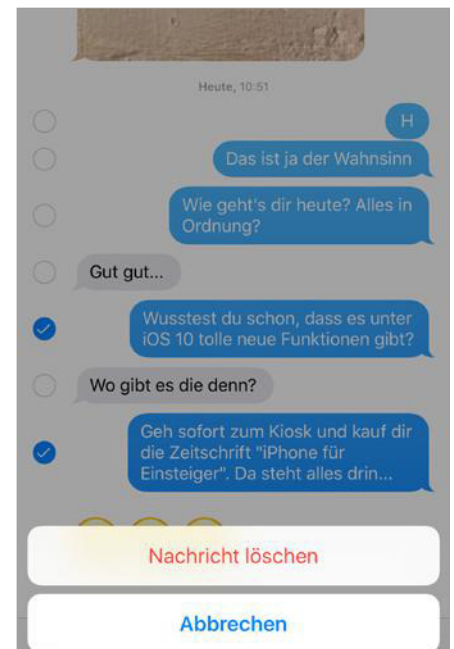 Heute, 10:51
H
Das ist ja der Wahnsinn
Wie geht's dir heute? Alles in
Ordnung?
Gut gut...
Wusstest du schon, dass es unter
iOS 10 tolle neue Funktionen gibt?
Wo gibt es die denn?
Geh sofort zum Kiosk und kauf dir
die Zeitschrift "iPhone für
Einsteiger". Da steht alles drin...
Nachricht löschen
Abbrechen